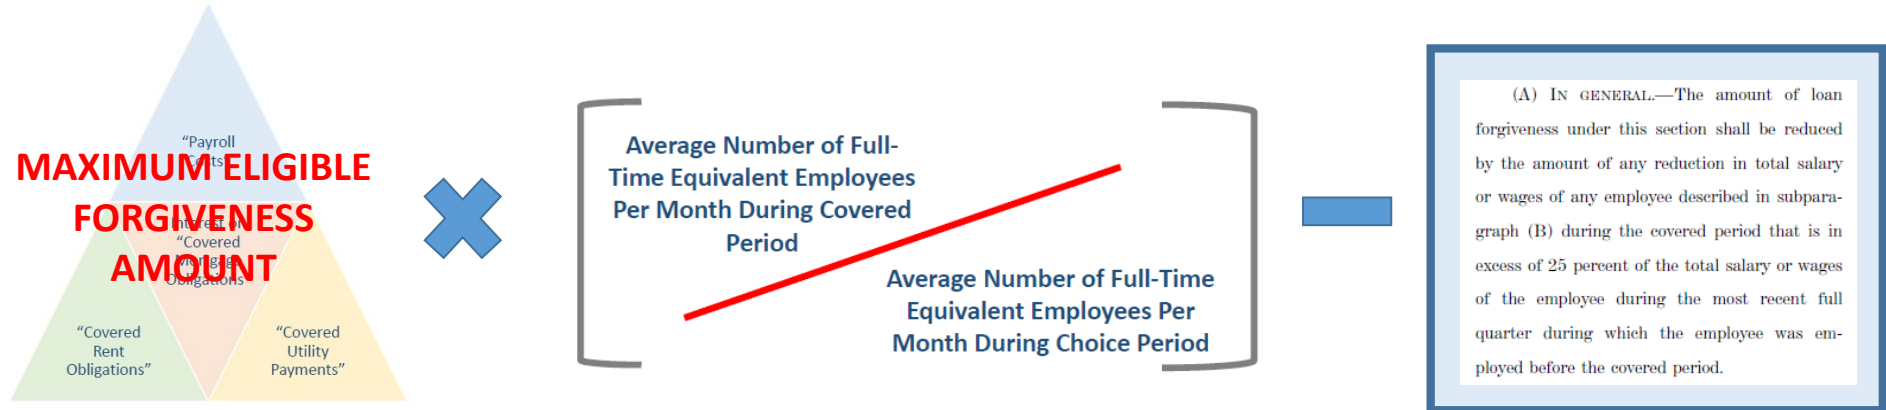 “Payroll
Costs”
MAXIMUM ELIGIBLE
FORGIVENESS
AMOUNT
Interest on
“Covered
Mortgage
Obligations
“Covered
Rent
Obligations”
“Covered
Utility
Payments”
Average Number of Full-
Time Equivalent Employees
Per Month During Covered
Period
Average Number of Full-Time
Equivalent Employees Per
Month During Choice Period
(A) IN GENERAL.—The amount of loan
forgiveness under this section shall be reduced
by the amount of any reduction in total salary
or wages of any employee described in subpara-
graph (B) during the covered period that is in
excess of 25 percent of the total salary or wages
of the employee during the most recent full
quarter during which the employee was em-
ployed before the covered period.